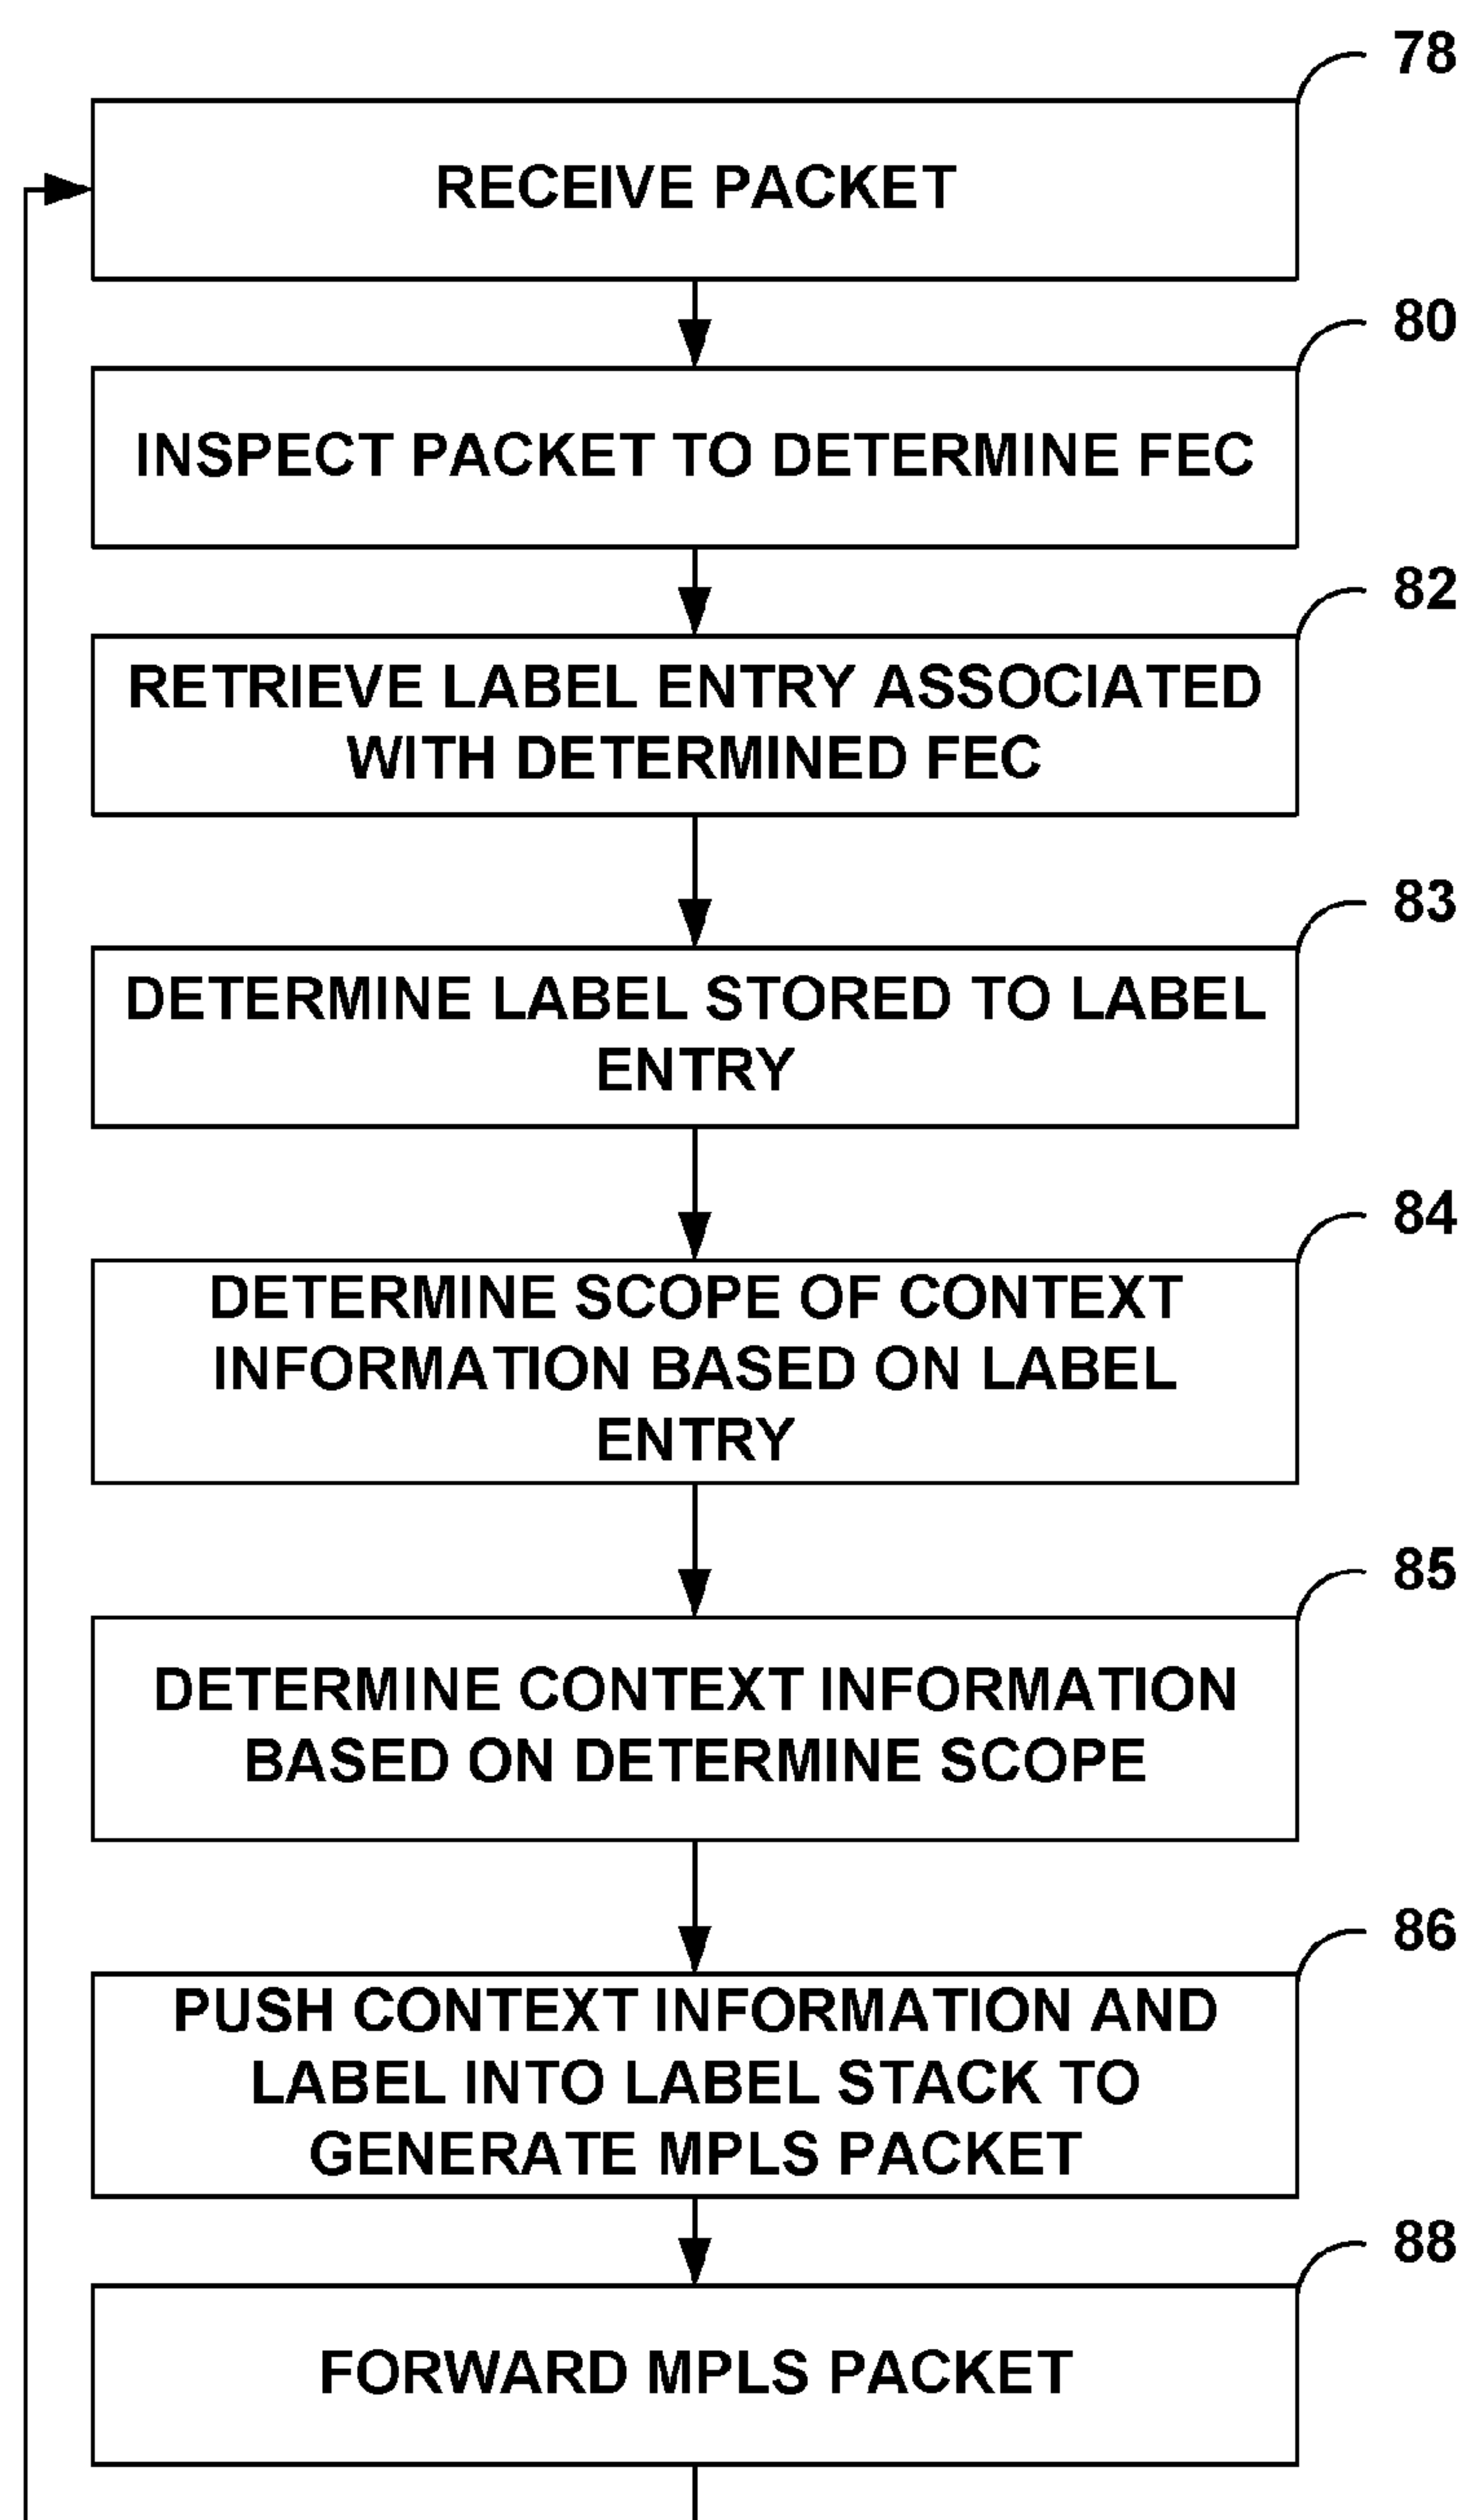 78
RECEIVE PACKET
80
INSPECT PACKET TO DETERMINE FEC
82
RETRIEVE LABEL ENTRY ASSOCIATED
WITH DETERMINED FEC
83
DETERMINE LABEL STORED TO LABEL
ENTRY
84
DETERMINE SCOPE OF CONTEXT
INFORMATION BASED ON LABEL
ENTRY
85
DETERMINE CONTEXT INFORMATION
BASED ON DETERMINE SCOPE
86
PUSH CONTEXT INFORMATION AND
LABEL INTO LABEL STACK TO
GENERATE MPLS PACKET
88
FORWARD MPLS PACKET